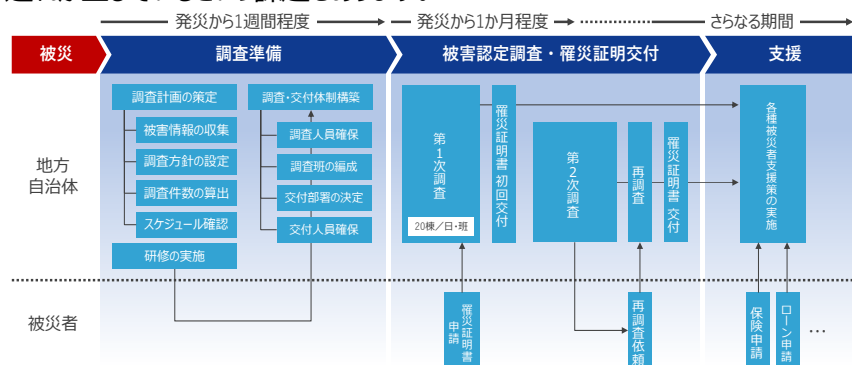 発災から1週間程度
発災から1か月程度
さらなる期間
被災
調査準備
被害認定調査・罹災証明交付
支援
地方
自治体
調査計画の策定
被害情報の収集
調査方針の設定
調査件数の算出
スケジュール確認
研修の実施
調査・交付体制構築
調査人員確保
調査班の編成
交付部署の決定
交付人員確保
第1次調査
20棟／日・班
罹災証明書 初回交付
第2次調査
再調査
罹災証明書 交付
各種被災者支援策の実施
被災者
罹災証明書
申請
再調査依頼
保険申請
ローン申請
…